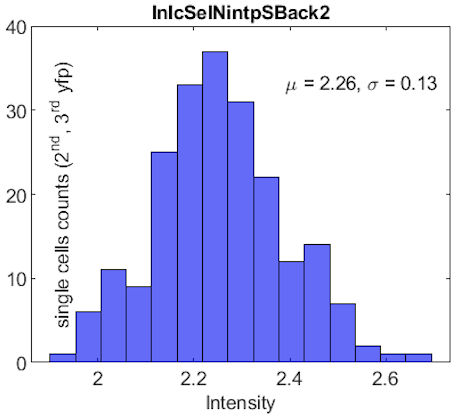 InIcSelNintpSBack2
μ = 2.26, σ = 0.13
single cells counts (2nd, 3rd yfp)
40
30
20
10
0
2
2.2
2.4
2.6
Intensity